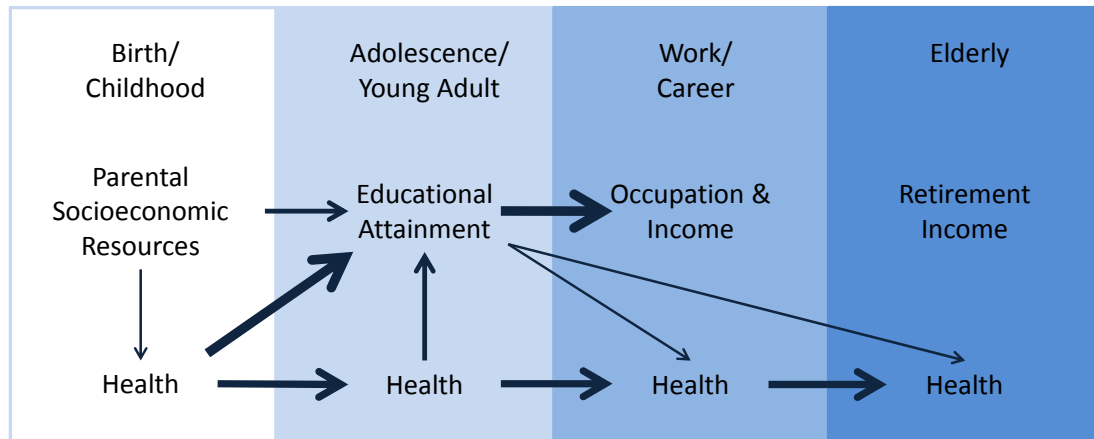 Birth/
Childhood
Adolescence/
Young Adult
Work/
Career
Elderly
Parental
Socioeconomic
Resources
Educational
Attainment
Occupation &
Income
Retirement
Income
Health
Health
Health
Health